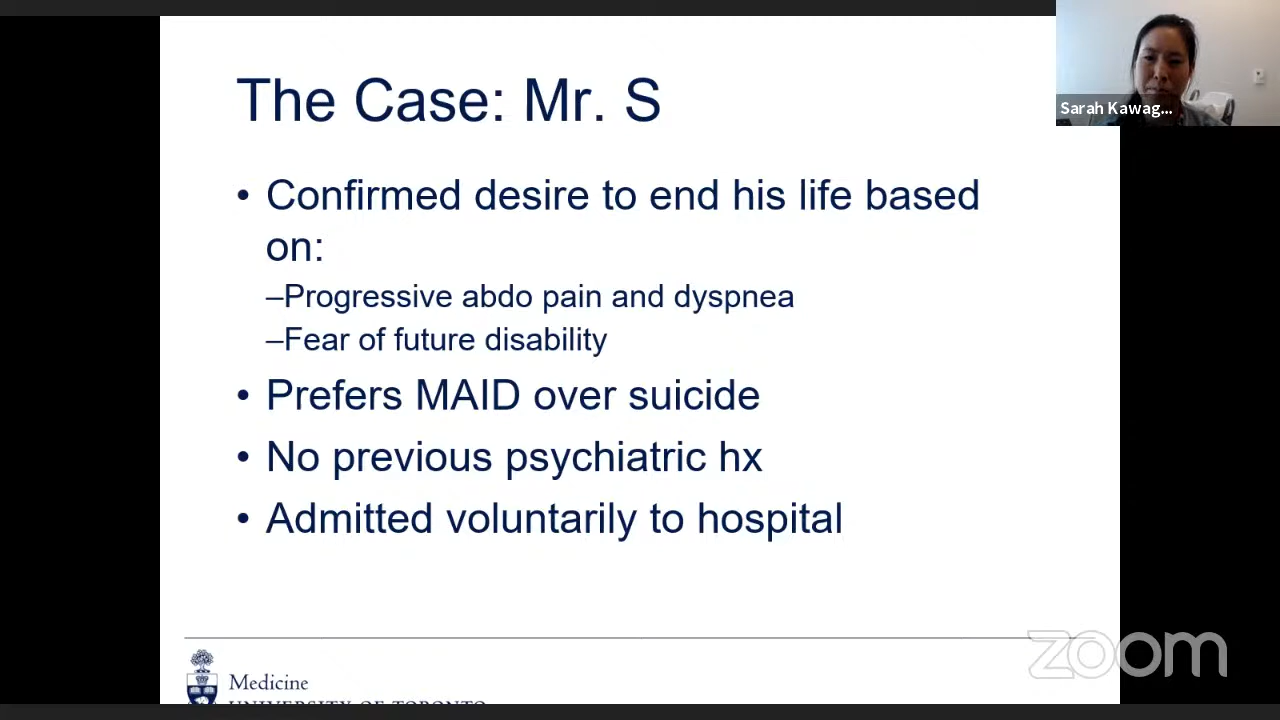 The Case: Mr. S
Sarah Kawag...
• Confirmed desire to end his life based
on:
–Progressive abdo pain and dyspnea
–Fear of future disability
• Prefers MAID over suicide
• No previous psychiatric hx
• Admitted voluntarily to hospital
zoom
Medicine
UNIVERSITY OF TORONTO